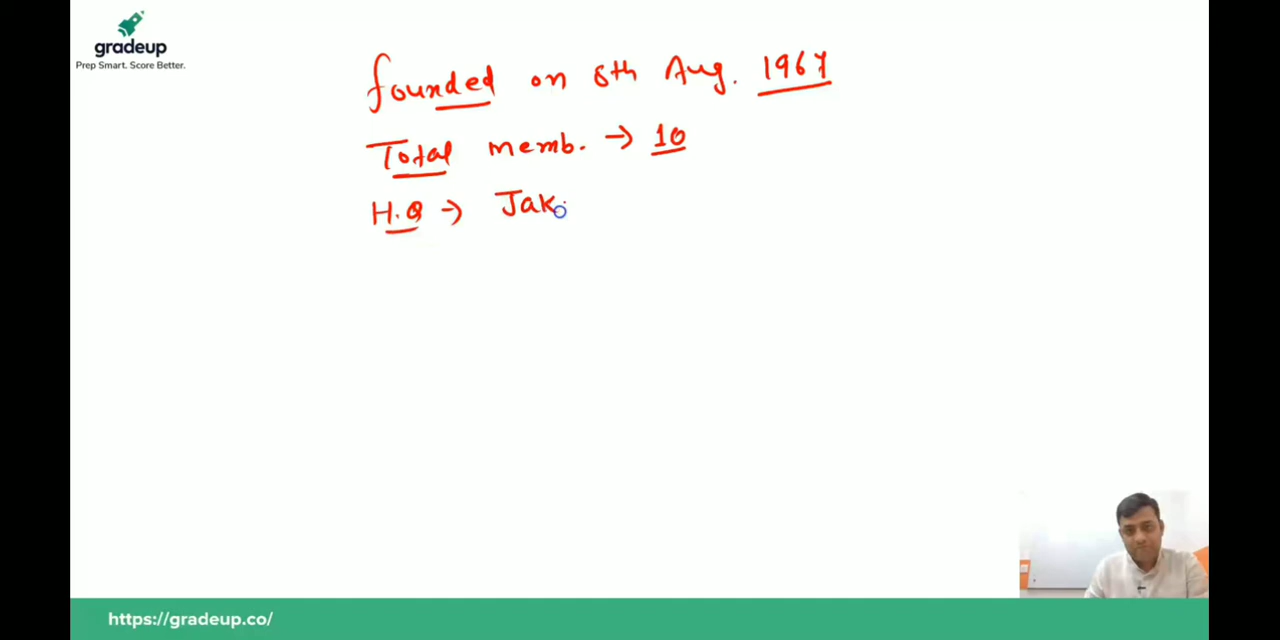 gradeup
Prep Smart. Score Better.
founded on 8th Aug. 1967
Total memb. → 10
H.Q → Jak
https://gradeup.co/